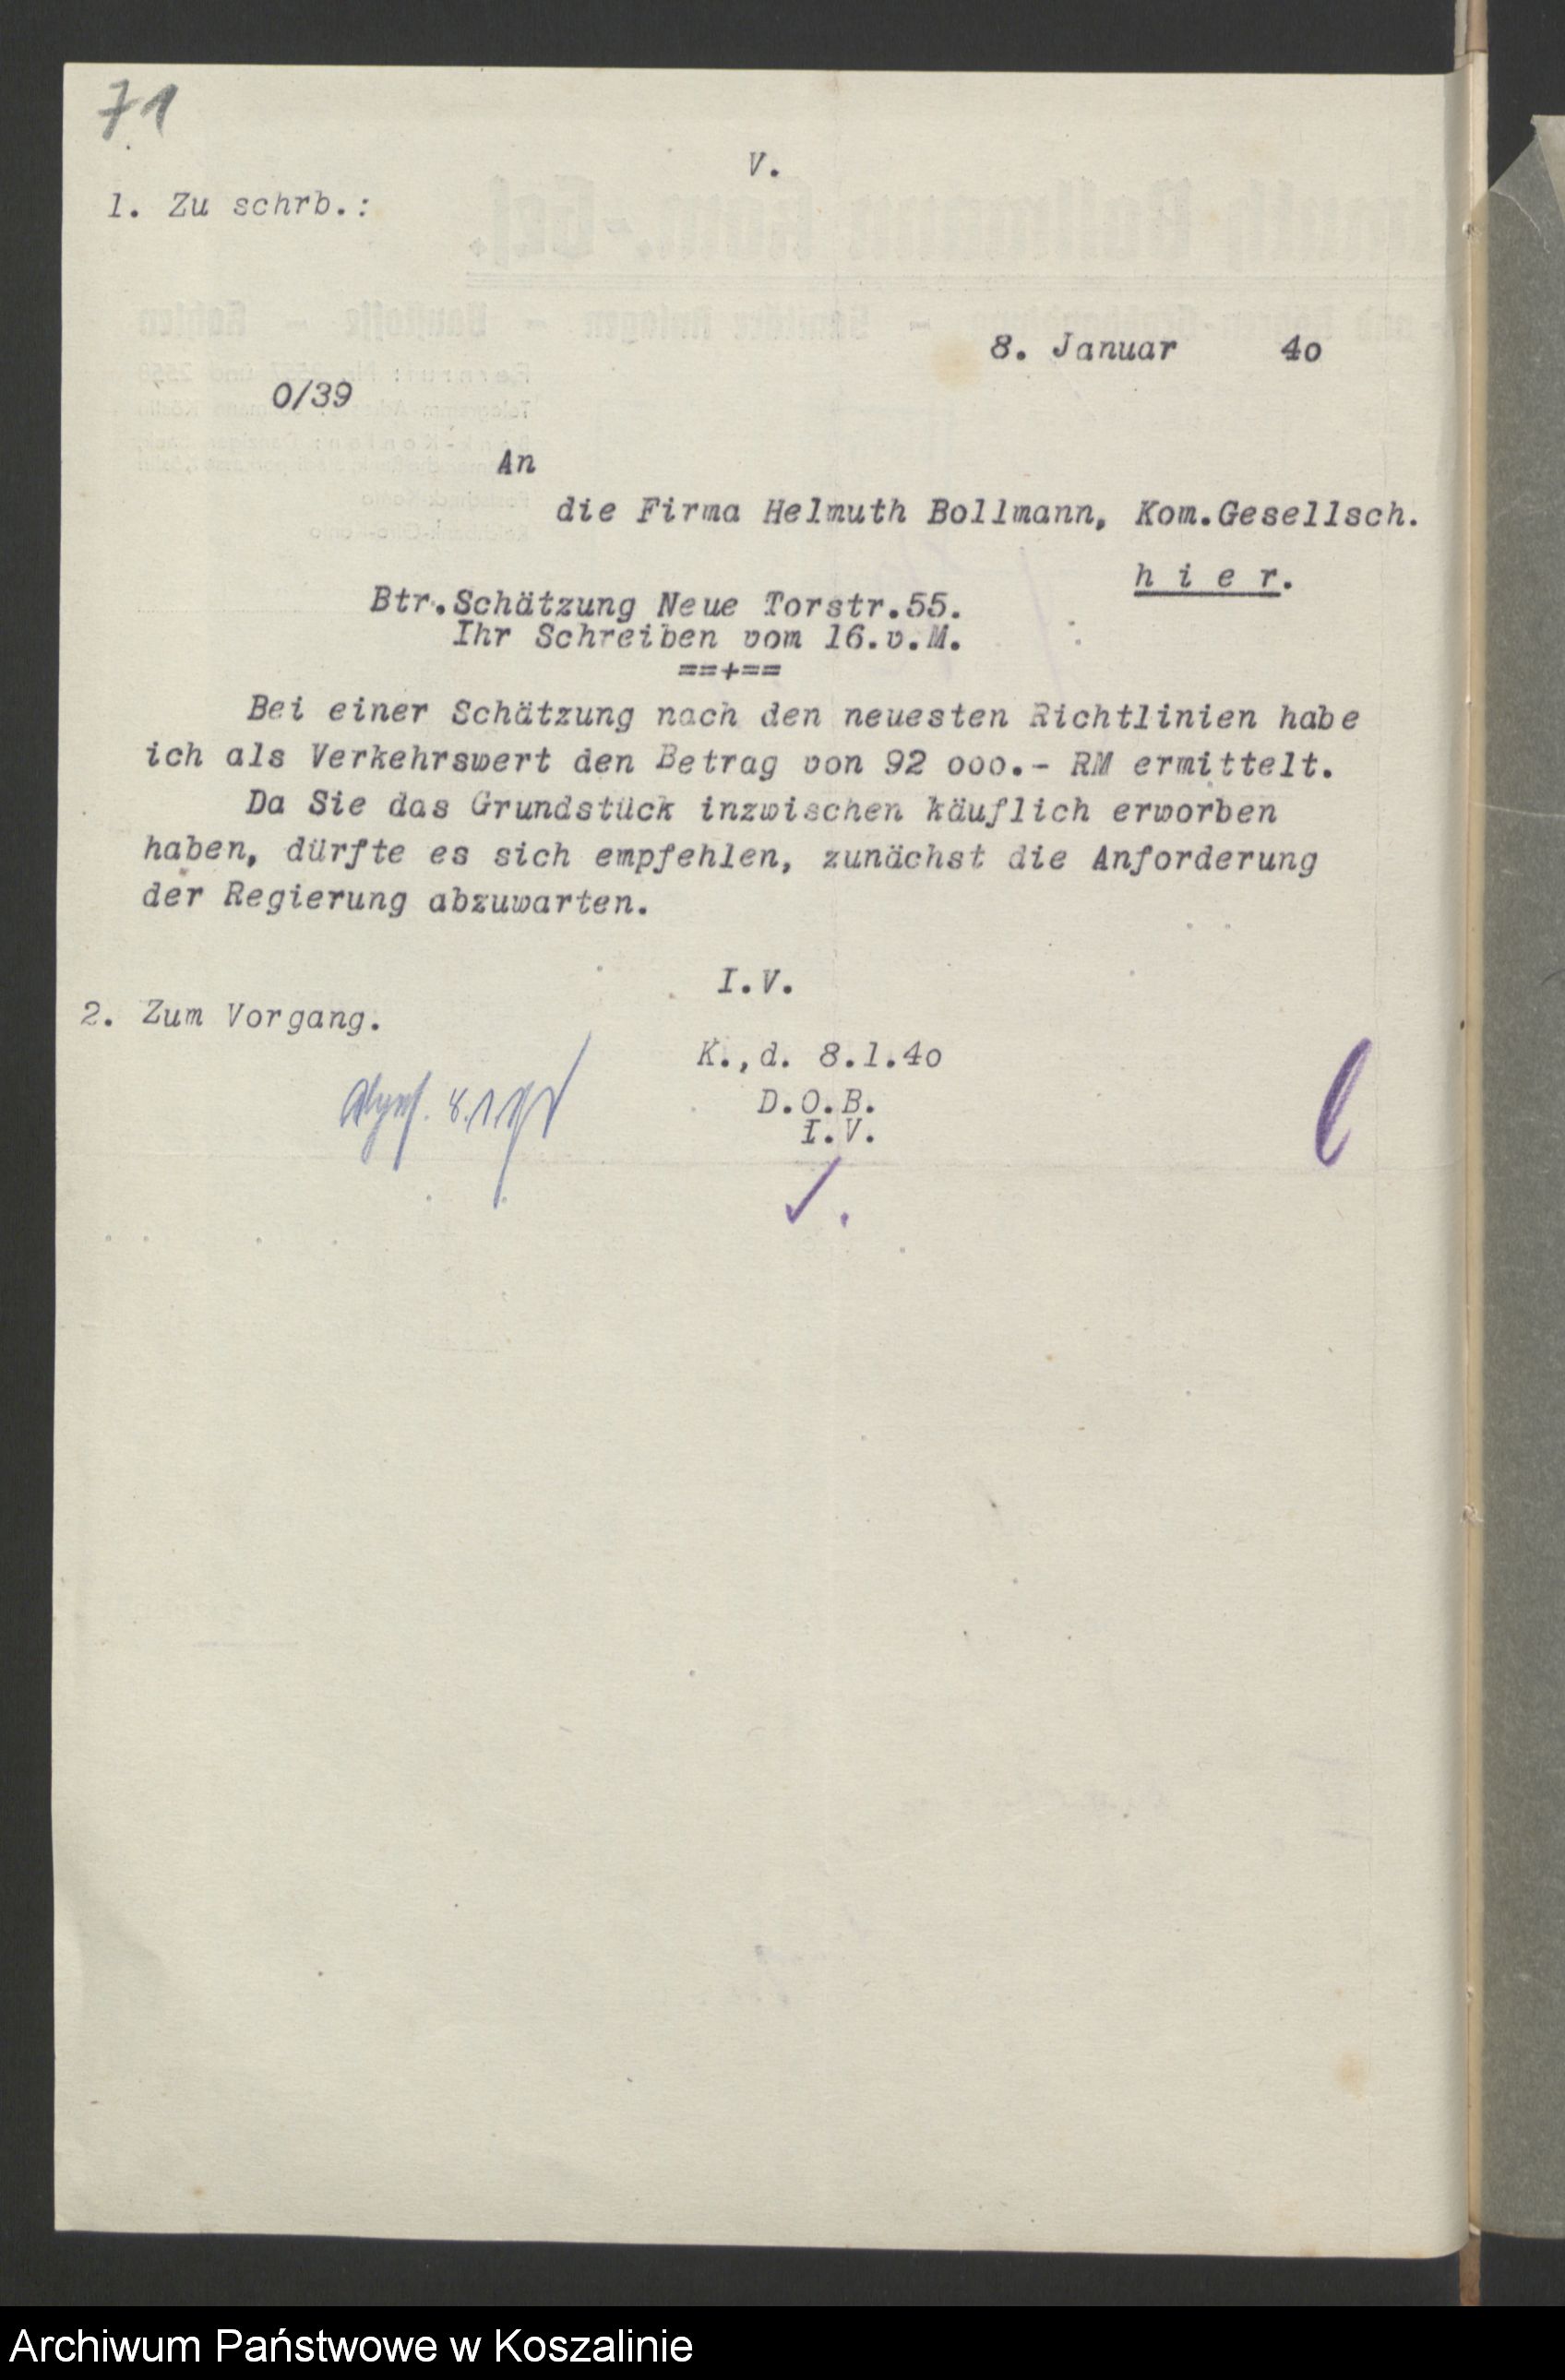 71
V.
1. Zu schrb.:
8. Januar 4o
O/39
An
die Firma Helmuth Bollmann, Kom.Gesellsch.
h i e r.
Btr.Schätzung Neue Torstr.55.
Ihr Schreiben vom 16.v.M.
==+==
Bei einer Schätzung nach den neuesten Richtlinien habe
ich als Verkehrswert den Betrag von 92 ooo.- RM ermittelt.
Da Sie das Grundstück inzwischen käuflich erworben
haben, dürfte es sich empfehlen, zunächst die Anforderung
der Regierung abzuwarten.
I.V.
2. Zum Vorgang.
K.,d. 8.1.4o
D.O.B.
I.V.
Archiwum Państwowe w Koszalinie